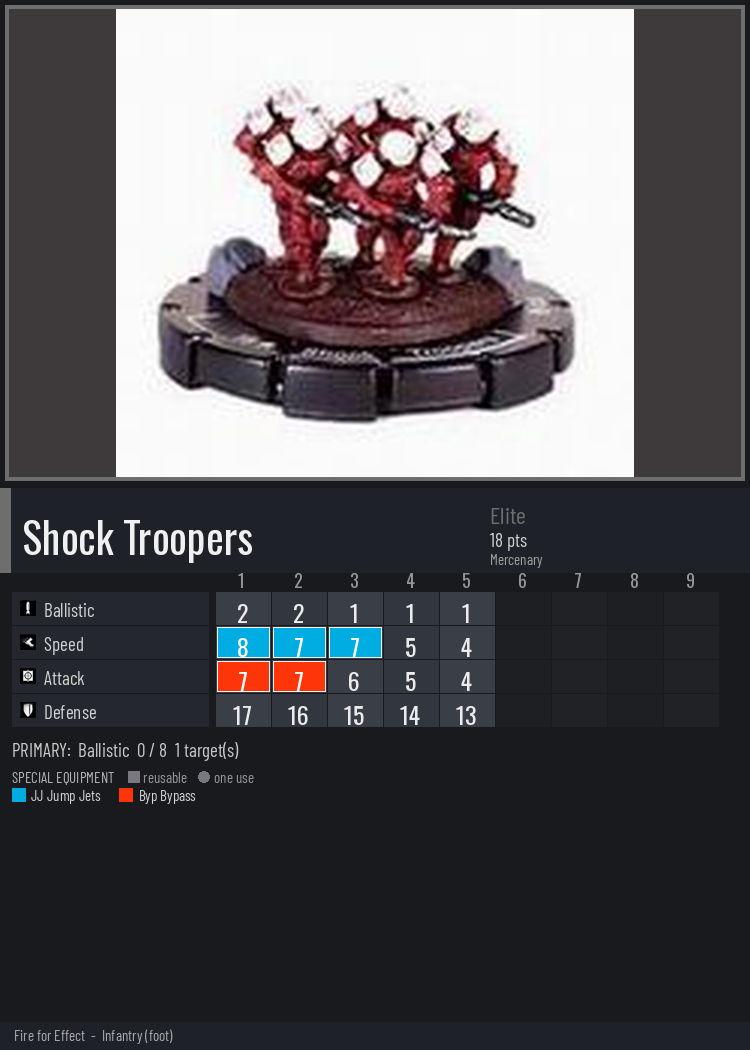 Shock Troopers
Elite
18 pts
Mercenary
1 2 3 4 5 6 7 8 9
Ballistic 2 2 1 1 1
Speed 8 7 7 5 4
Attack 7 7 6 5 4
Defense 17 16 15 14 13
PRIMARY: Ballistic 0 / 8 1 target(s)
SPECIAL EQUIPMENT reusable one use
JJ Jump Jets Byp Bypass
Fire for Effect - Infantry (foot)